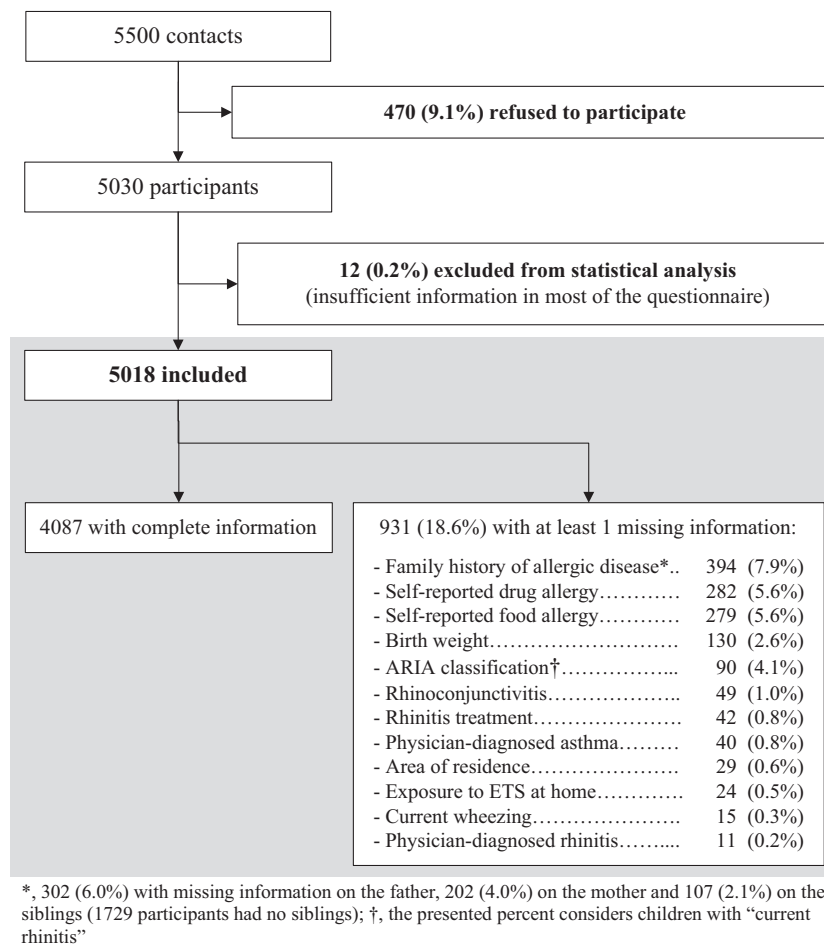 5500 contacts
470 (9.1%) refused to participate
5030 participants
12 (0.2%) excluded from statistical analysis
(insufficient information in most of the questionnaire)
5018 included
4087 with complete information
931 (18.6%) with at least 1 missing information:
- Family history of allergic disease*.. 394 (7.9%)
- Self-reported drug allergy………… 282 (5.6%)
- Self-reported food allergy………… 279 (5.6%)
- Birth weight……………………… 130 (2.6%)
- ARIA classification†…………….. 90 (4.1%)
- Rhinoconjunctivitis……………….. 49 (1.0%)
- Rhinitis treatment…………………. 42 (0.8%)
- Physician-diagnosed asthma……… 40 (0.8%)
- Area of residence…………………. 29 (0.6%)
- Exposure to ETS at home………… 24 (0.5%)
- Current wheezing…………………. 15 (0.3%)
- Physician-diagnosed rhinitis…….... 11 (0.2%)
*, 302 (6.0%) with missing information on the father, 202 (4.0%) on the mother and 107 (2.1%) on the
siblings (1729 participants had no siblings); †, the presented percent considers children with “current
rhinitis”